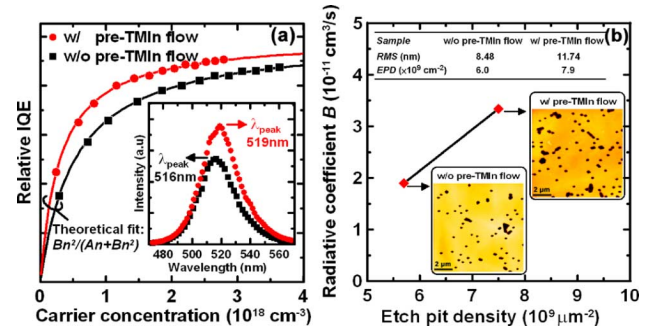 (a)
w/ pre-TMIn flow
w/o pre-TMIn flow
Relative IQE
Theoretical fit:
Bn²/(An+Bn²)
Intensity (a.u)
λpeak
519nm
λpeak
516nm
480 500 520 540 560
Wavelength (nm)
0 1 2 3 4
Carrier concentration (10¹⁸ cm⁻³)
(b)
Radiative coefficient B (10⁻¹¹ cm³/s)
5
4
3
2
1
0
Sample w/o pre-TMIn flow w/ pre-TMIn flow
RMS (nm) 8.48 11.74
EPD (×10⁹ cm⁻²) 6.0 7.9
w/ pre-TMIn flow
2 μm
w/o pre-TMIn flow
2 μm
5 6 7 8 9 10
Etch pit density (10⁹ μm⁻²)